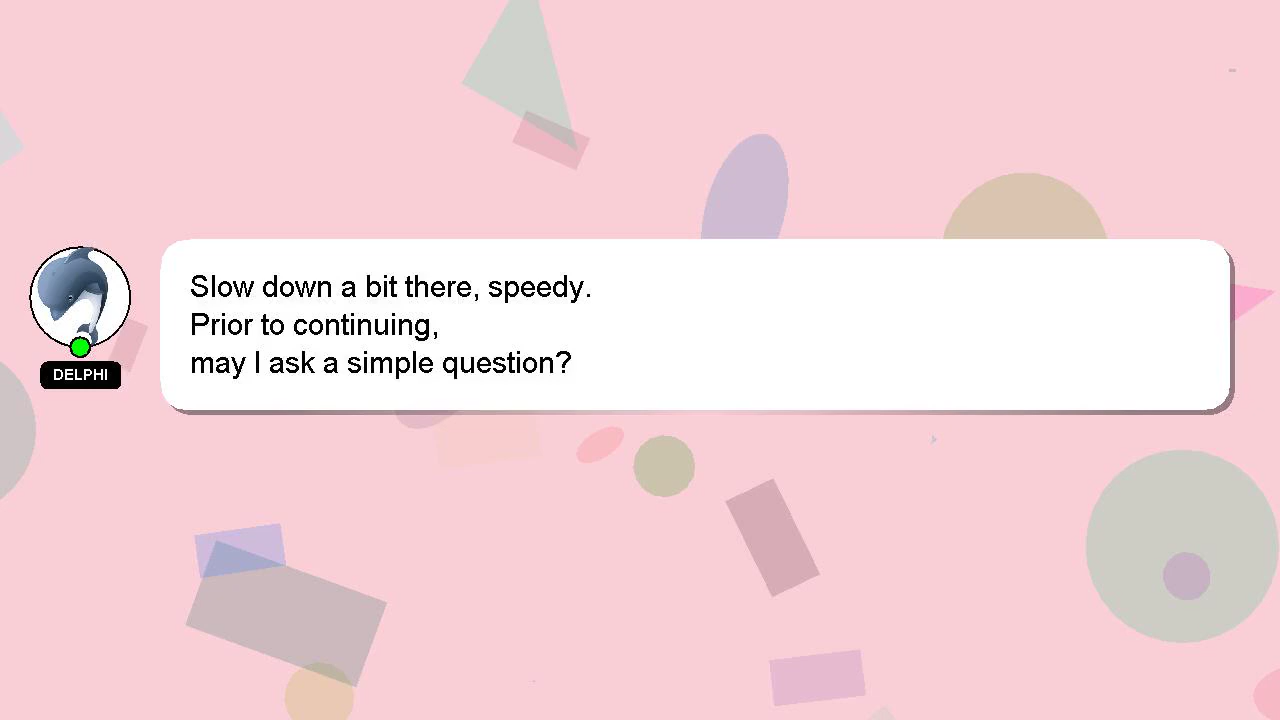 Slow down a bit there, speedy.
Prior to continuing,
may I ask a simple question?
DELPHI